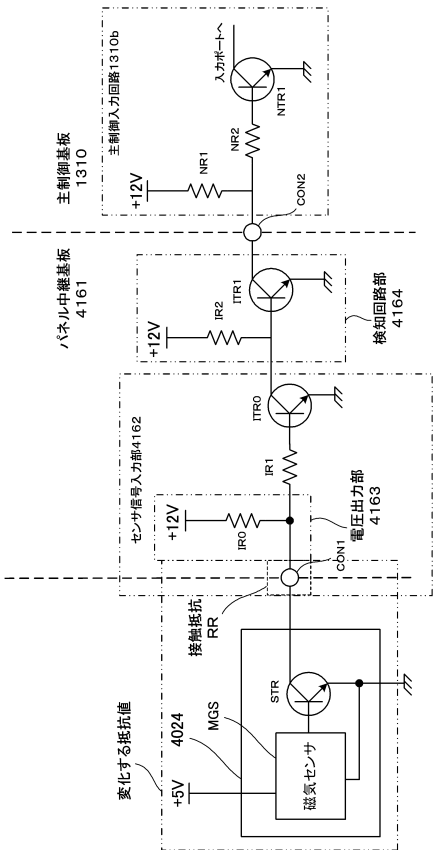 変化する抵抗値
4024
MGS
+5V
磁気センサ
STR
接触抵抗
RR
CON1
センサ信号入力部4162
+12V
IR0
IR1
ITR0
電圧出力部
4163
パネル中継基板
4161
+12V
IR2
ITR1
検知回路部
4164
CON2
主制御基板
1310
主制御入力回路1310b
+12V
NR1
NR2
NTR1
入力ポートへ